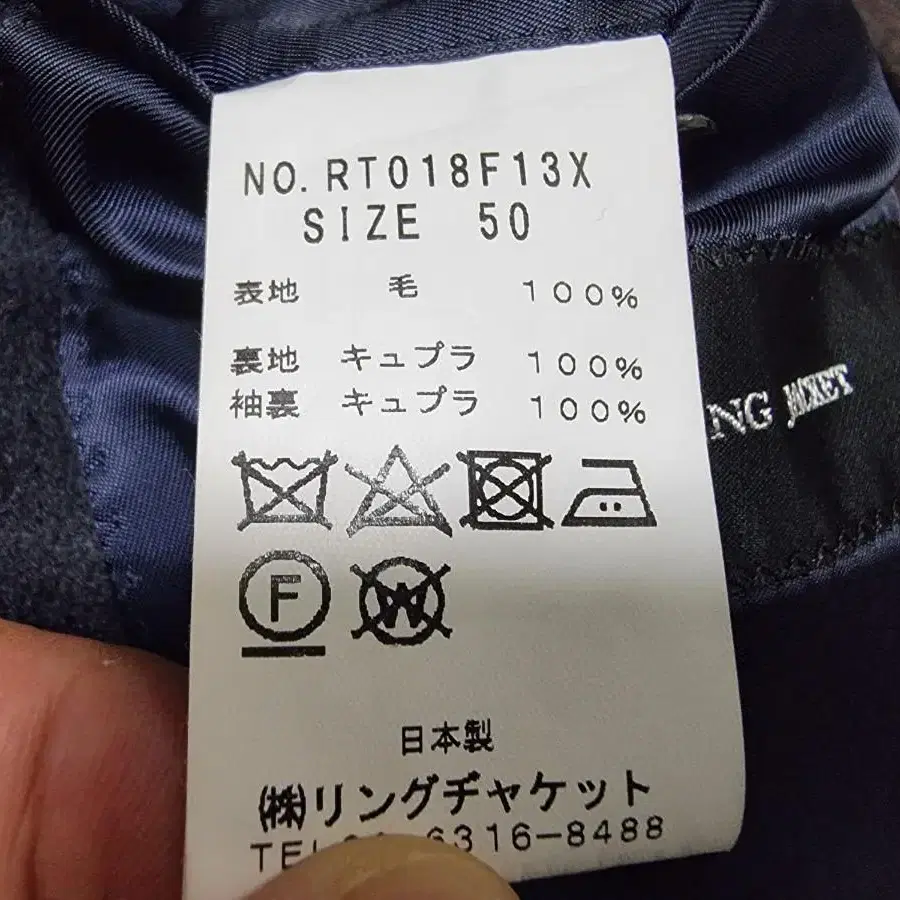 NO.RT018F13X
SIZE 50
表地 毛 100%
裏地 キュプラ 100%
袖裏 キュプラ 100%
F
W
日本製
㈱リングヂャケット
6316-8488
NG JACKET